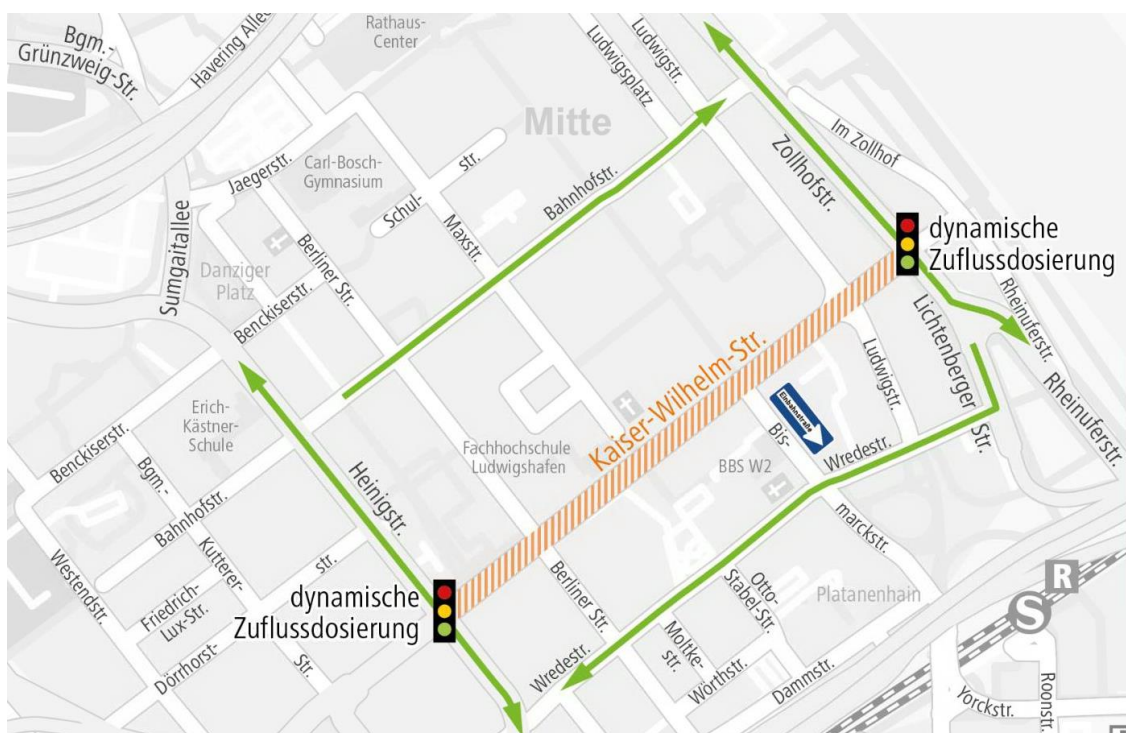 Bgm.-
Grünzweig-Str.
Havering Allee
Rathaus-
Center
Ludwigsplatz
Ludwigstr.
Mitte
Im Zollhof
Zollhofstr.
Jaegerstr.
Carl-Bosch-
Gymnasium
Schul-
str.
Bahnhofstr.
Maxstr.
Sumgaitallee
Danziger
Platz
Berliner Str.
Benckiserstr.
dynamische
Zuflussdosierung
Rheinuferstr.
Lichtenberger
Str.
Rheinuferstr.
Ludwigstr.
Kaiser-Wilhelm-Str.
Einbahnstraße
Bis-
marckstr.
Wredestr.
BBS W2
Erich-
Kästner-
Schule
Benckiserstr.
Bgm.-
Kutterer-
Str.
Heinigstr.
Fachhochschule
Ludwigshafen
Bahnhofstr.
Westendstr.
Friedrich-
Lux-Str.
Dörrhorst-
str.
dynamische
Zuflussdosierung
Berliner Str.
Wredestr.
Otto-
Stabel-Str.
Platanenhain
Moltke-
str.
Wörthstr.
Dammstr.
R
S
Yorckstr.
Roonstr.